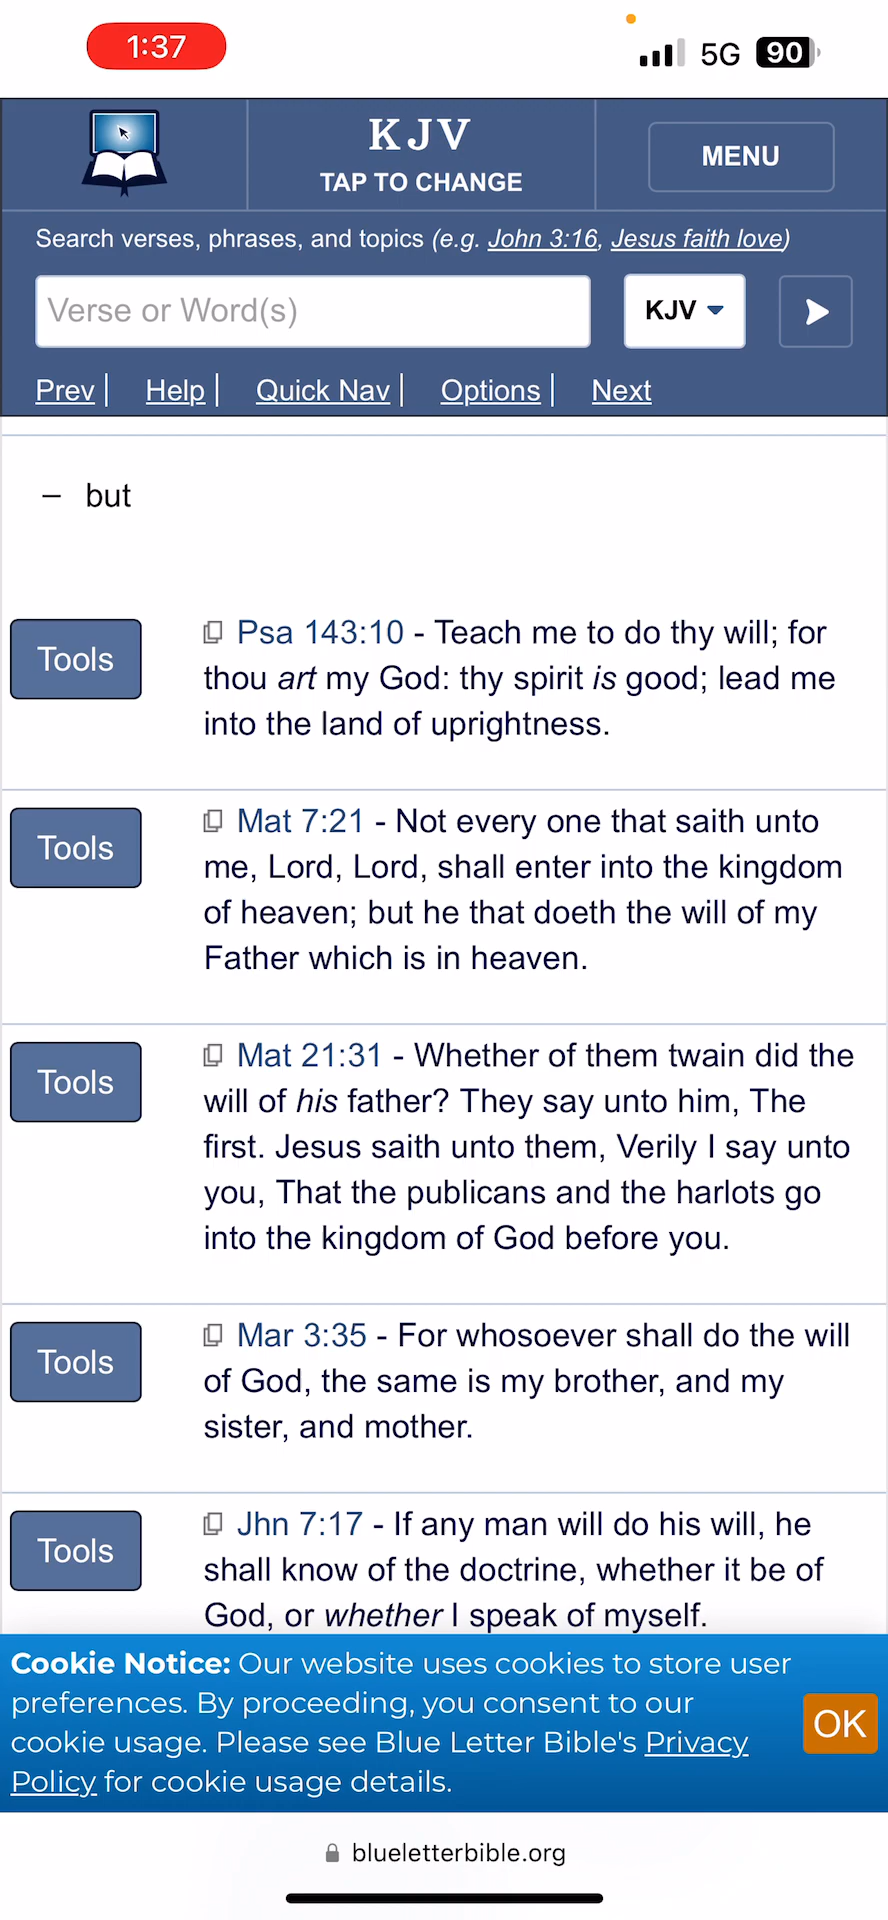 1:37
5G 90
KJV
TAP TO CHANGE
MENU
Search verses, phrases, and topics (e.g. John 3:16, Jesus faith love)
Verse or Word(s)
KJV
Prev | Help | Quick Nav | Options | Next
– but
Tools
Psa 143:10 - Teach me to do thy will; for
thou art my God: thy spirit is good; lead me
into the land of uprightness.
Tools
Mat 7:21 - Not every one that saith unto
me, Lord, Lord, shall enter into the kingdom
of heaven; but he that doeth the will of my
Father which is in heaven.
Tools
Mat 21:31 - Whether of them twain did the
will of his father? They say unto him, The
first. Jesus saith unto them, Verily I say unto
you, That the publicans and the harlots go
into the kingdom of God before you.
Tools
Mar 3:35 - For whosoever shall do the will
of God, the same is my brother, and my
sister, and mother.
Tools
Jhn 7:17 - If any man will do his will, he
shall know of the doctrine, whether it be of
God, or whether I speak of myself.
Cookie Notice: Our website uses cookies to store user
preferences. By proceeding, you consent to our
cookie usage. Please see Blue Letter Bible's Privacy
Policy for cookie usage details.
OK
blueletterbible.org